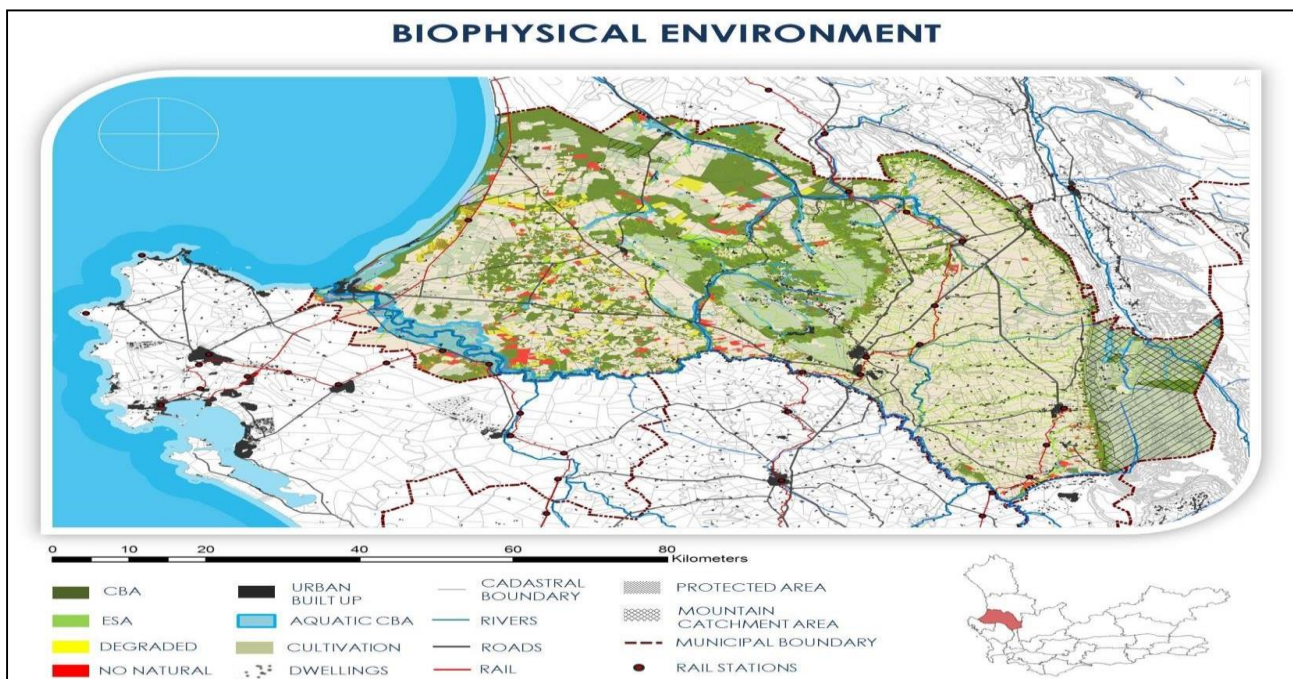 BIOPHYSICAL ENVIRONMENT
0 10 20 40 60 80
Kilometers
CBA
ESA
DEGRADED
NO NATURAL
URBAN
BUILT UP
AQUATIC CBA
CULTIVATION
DWELLINGS
CADASTRAL
BOUNDARY
RIVERS
ROADS
RAIL
PROTECTED AREA
MOUNTAIN
CATCHMENT AREA
MUNICIPAL BOUNDARY
RAIL STATIONS